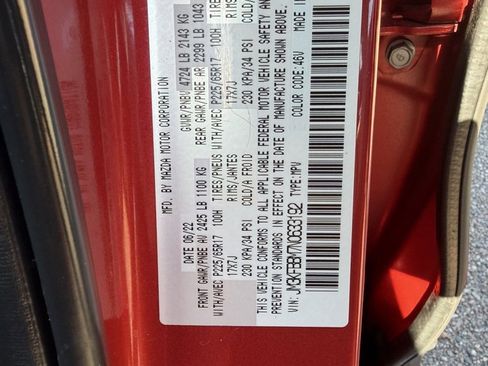 MFD. BY MAZDA MOTOR CORPORATION
DATE 06/22 GVWR/PNBV 4724 LB 2143 KG
FRONT GAWR/PNBE AV 2425 LB 1100 KG REAR GAWR/PNBE AR 2299 LB 1043
WITH/AVEC P225/65R17 100H TIRES/PNEUS WITH/AVEC P225/65R17 100H TI
17X7J RIMS/JANTES 17X7J RIMS
230 KPA/34 PSI COLD/A FROID 230 KPA/34 PSI COLD
THIS VEHICLE CONFORMS TO ALL APPLICABLE FEDERAL MOTOR VEHICLE SAFETY AN
PREVENTION STANDARDS IN EFFECT ON THE DATE OF MANUFACTURE SHOWN ABOVE.
JM3KFBBM7N0633192 TYPE:MPV COLOR CODE:46V